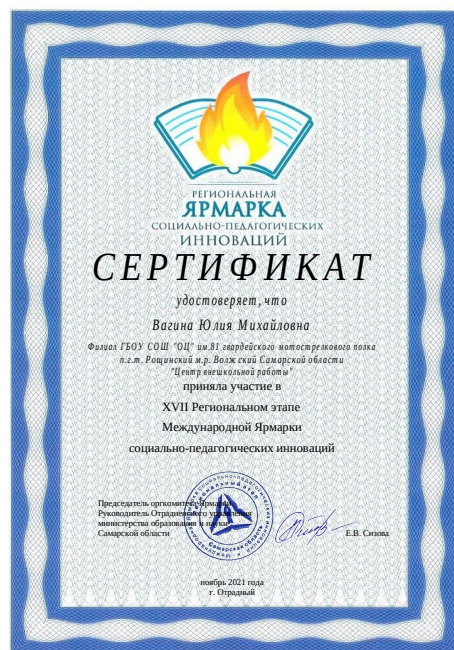 РЕГИОНАЛЬНАЯ
ЯРМАРКА
СОЦИАЛЬНО-ПЕДАГОГИЧЕСКИХ
ИННОВАЦИЙ
СЕРТИФИКАТ
удостоверяет, что
Вагина Юлия Михайловна
Филиал ГБОУ СОШ "ОЦ" им.81 гвардейского мотострелкового полка
п.г.т. Рощинский м.р. Волжский Самарской области
"Центр внешкольной работы"
приняла участие в
XVII Региональном этапе
Международной Ярмарки
социально-педагогических инноваций
Председатель оргкомитета Ярмарки
Руководитель Отрадненского управления
министерства образования и науки
Самарской области
Е.В. Сизова
Самарская область
ноябрь 2021 года
г. Отрадный